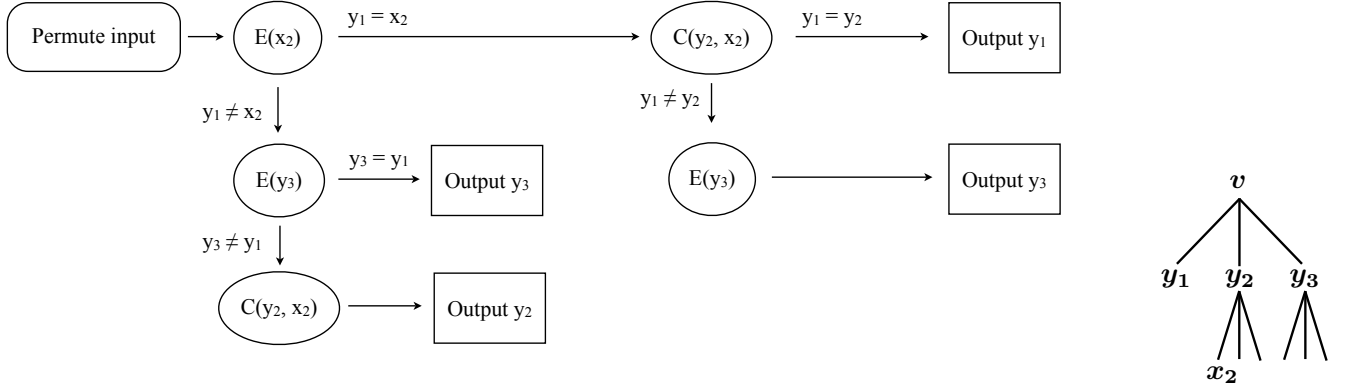 y₁ = x₂
y₁ = y₂
Permute input
E(x₂)
C(y₂, x₂)
Output y₁
y₁ ≠ x₂
y₁ ≠ y₂
y₃ = y₁
E(y₃)
Output y₃
E(y₃)
Output y₃
v
y₃ ≠ y₁
y₁ y₂ y₃
C(y₂, x₂)
Output y₂
x₂